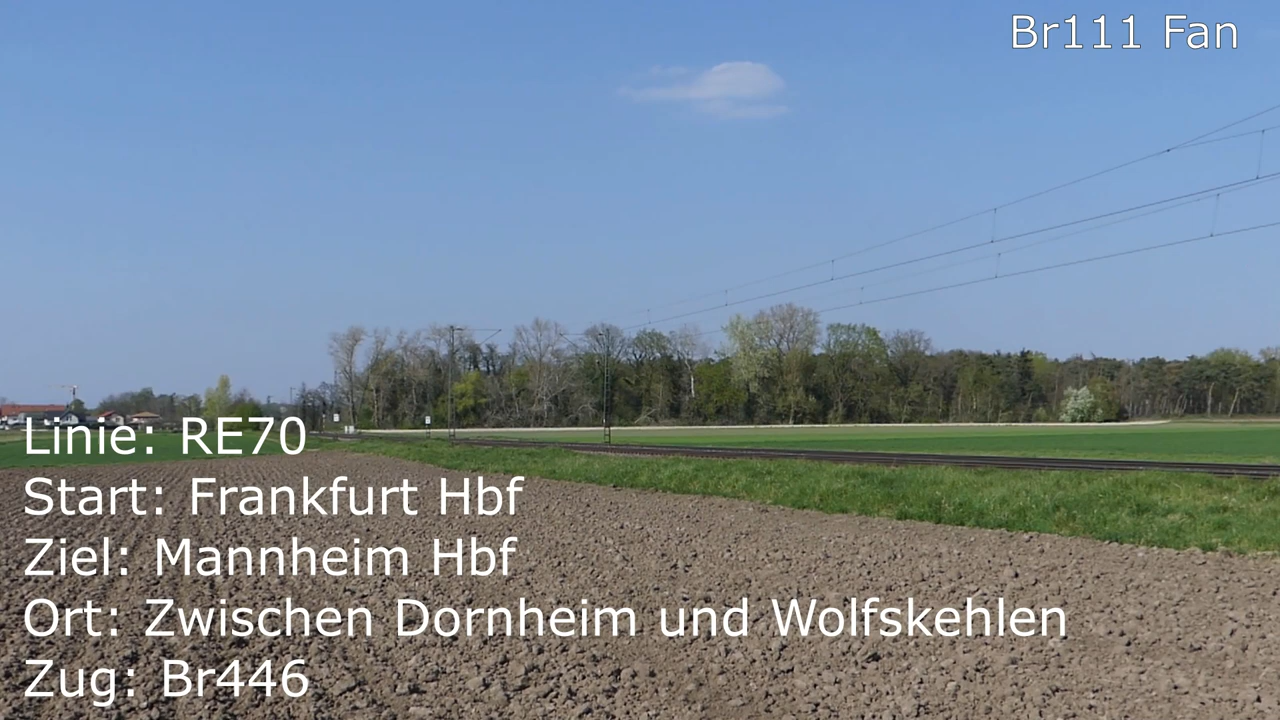 Br111 Fan
Linie: RE70
Start: Frankfurt Hbf
Ziel: Mannheim Hbf
Ort: Zwischen Dornheim und Wolfskehlen
Zug: Br446